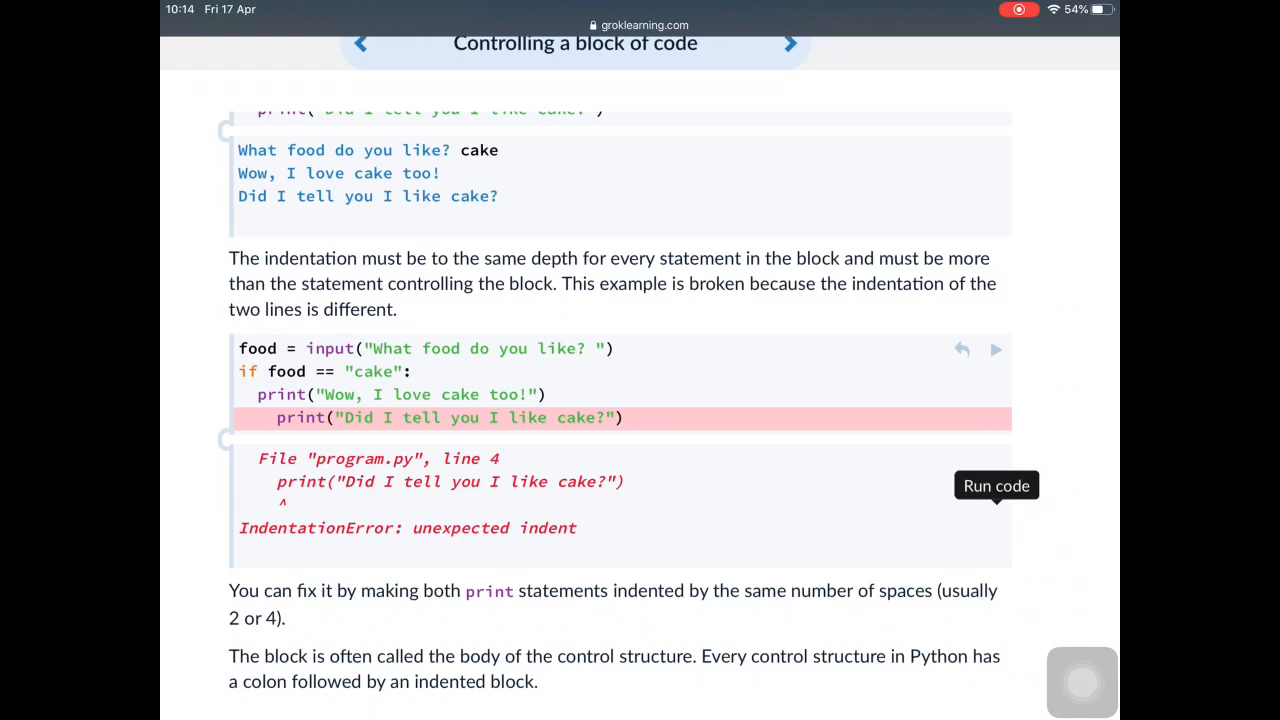 10:14 Fri 17 Apr
54%
groklearning.com
Controlling a block of code
print("Did I tell you I like cake?")
What food do you like? cake
Wow, I love cake too!
Did I tell you I like cake?
The indentation must be to the same depth for every statement in the block and must be more
than the statement controlling the block. This example is broken because the indentation of the
two lines is different.
food = input("What food do you like? ")
if food == "cake":
  print("Wow, I love cake too!")
    print("Did I tell you I like cake?")
  File "program.py", line 4
    print("Did I tell you I like cake?")
    ^
IndentationError: unexpected indent
Run code
You can fix it by making both print statements indented by the same number of spaces (usually
2 or 4).
The block is often called the body of the control structure. Every control structure in Python has
a colon followed by an indented block.